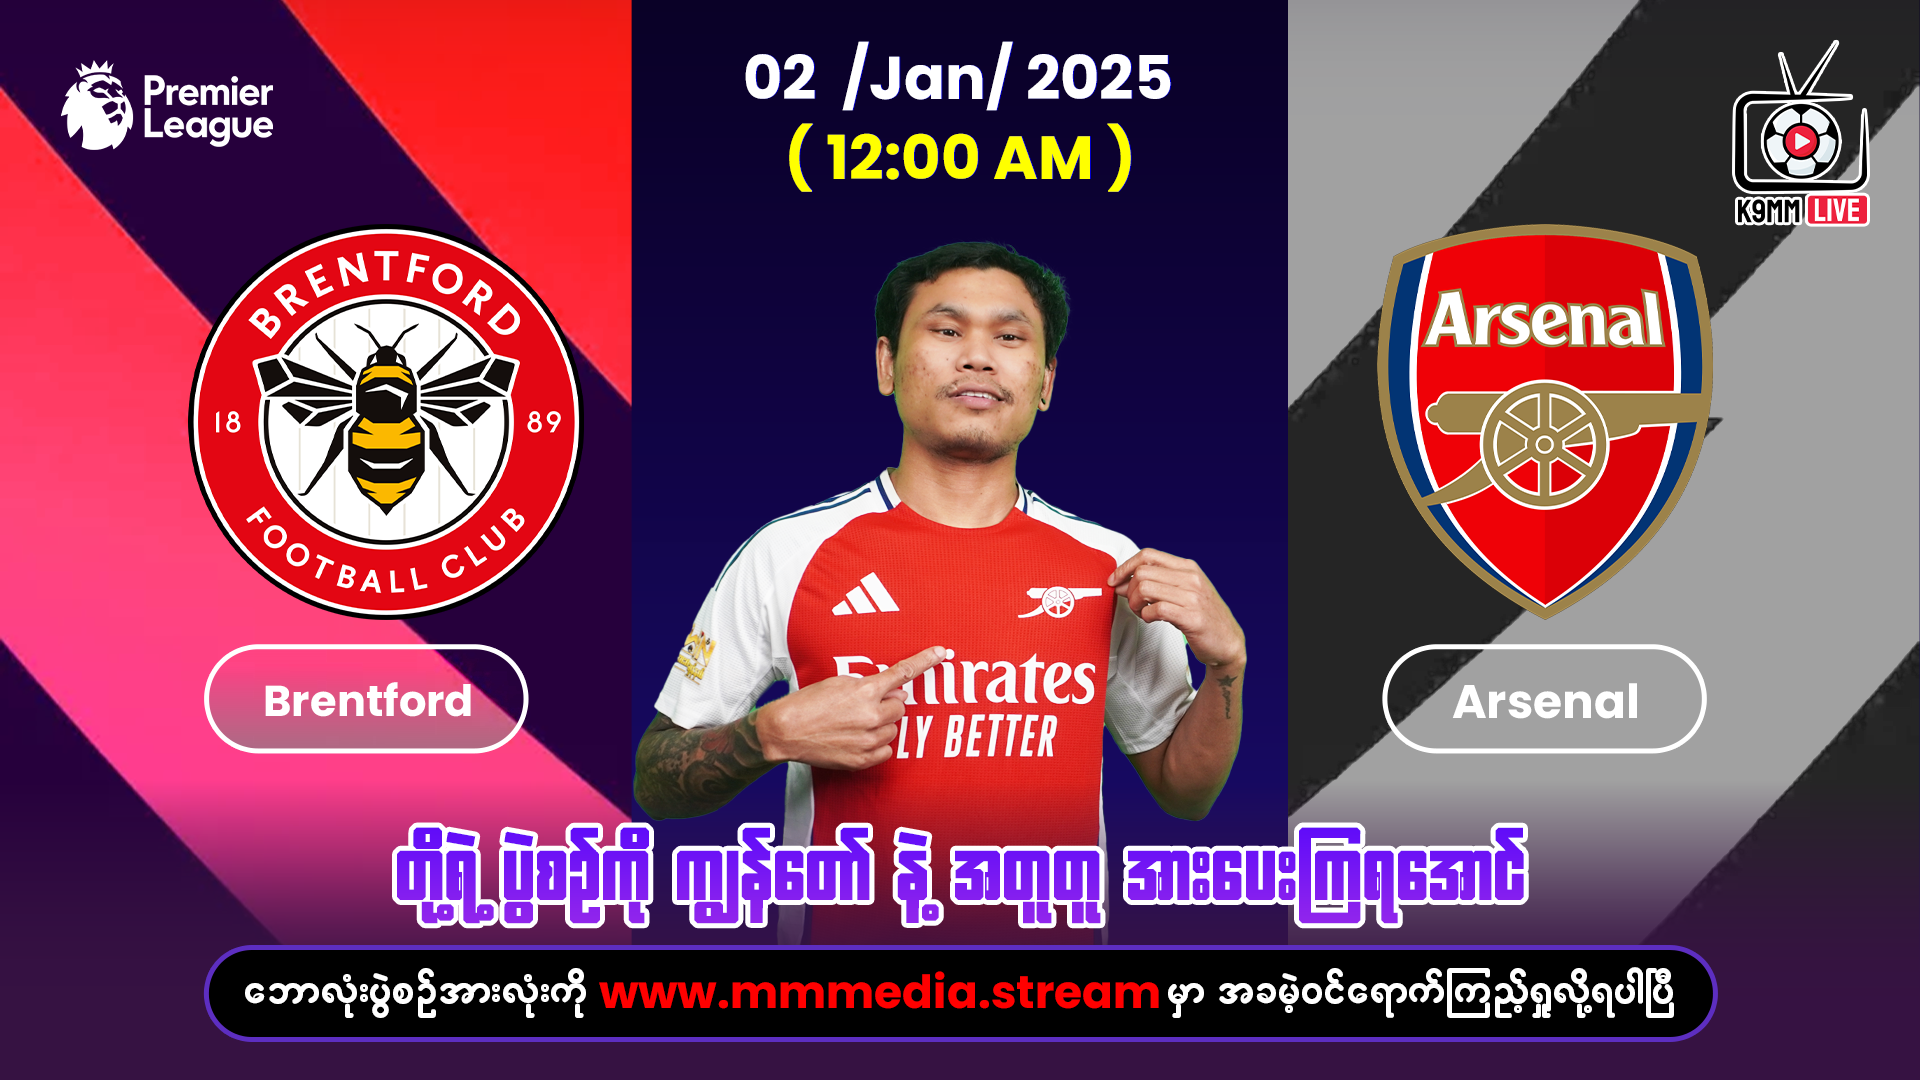 Premier
League
02 /Jan/ 2025
( 12:00 AM )
K9MM LIVE
BRENTFORD
18 89
FOOTBALL CLUB
Arsenal
Emirates
FLY BETTER
Brentford
Arsenal
တို့ရဲ့ ပွဲစဉ်ကို ကျွန်တော် နဲ့ အတူတူ အားပေးကြရအောင်
ဘောလုံးပွဲစဉ်အားလုံးကို www.mmmedia.stream မှာ အခမဲ့ဝင်ရောက်ကြည့်ရှုလို့ရပါပြီ